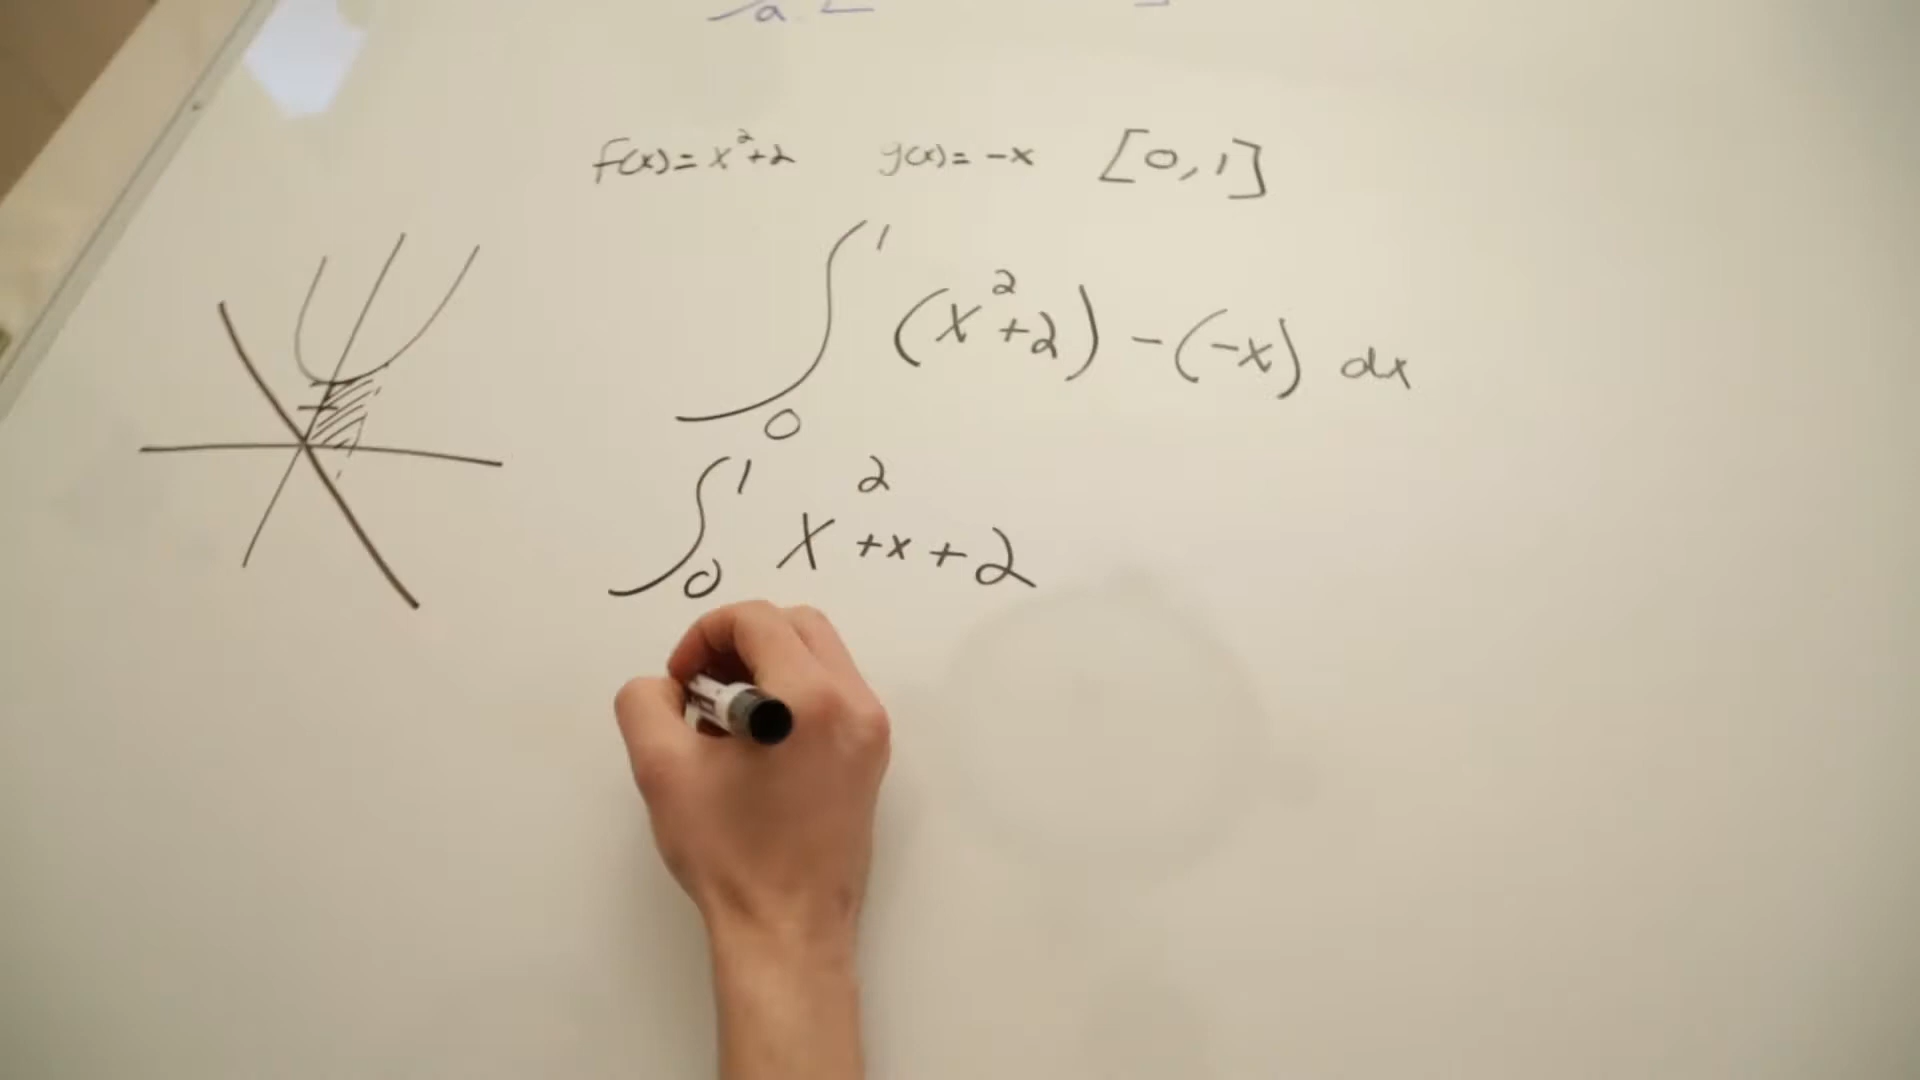 f(x) = x²+2 g(x) = -x [0,1]
∫₀¹ (x²+2) - (-x) dx
∫₀¹ x² + x + 2